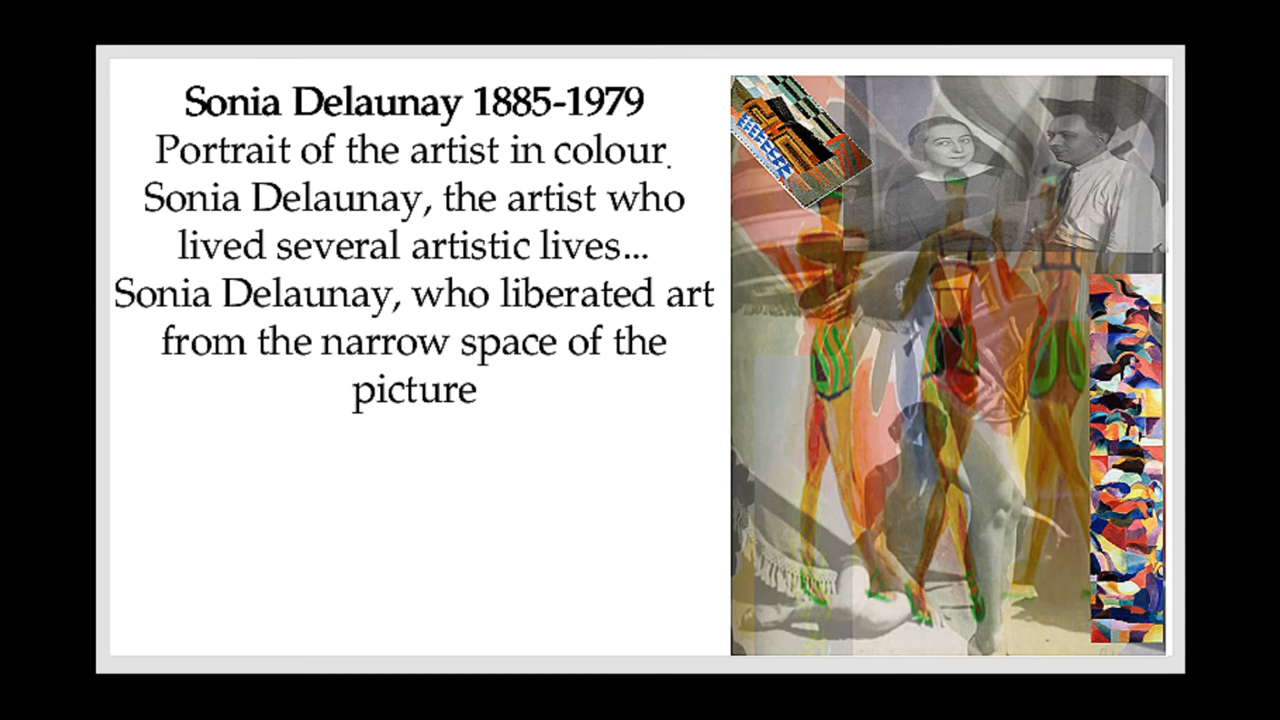 Sonia Delaunay 1885-1979
Portrait of the artist in colour.
Sonia Delaunay, the artist who
lived several artistic lives...
Sonia Delaunay, who liberated art
from the narrow space of the
picture